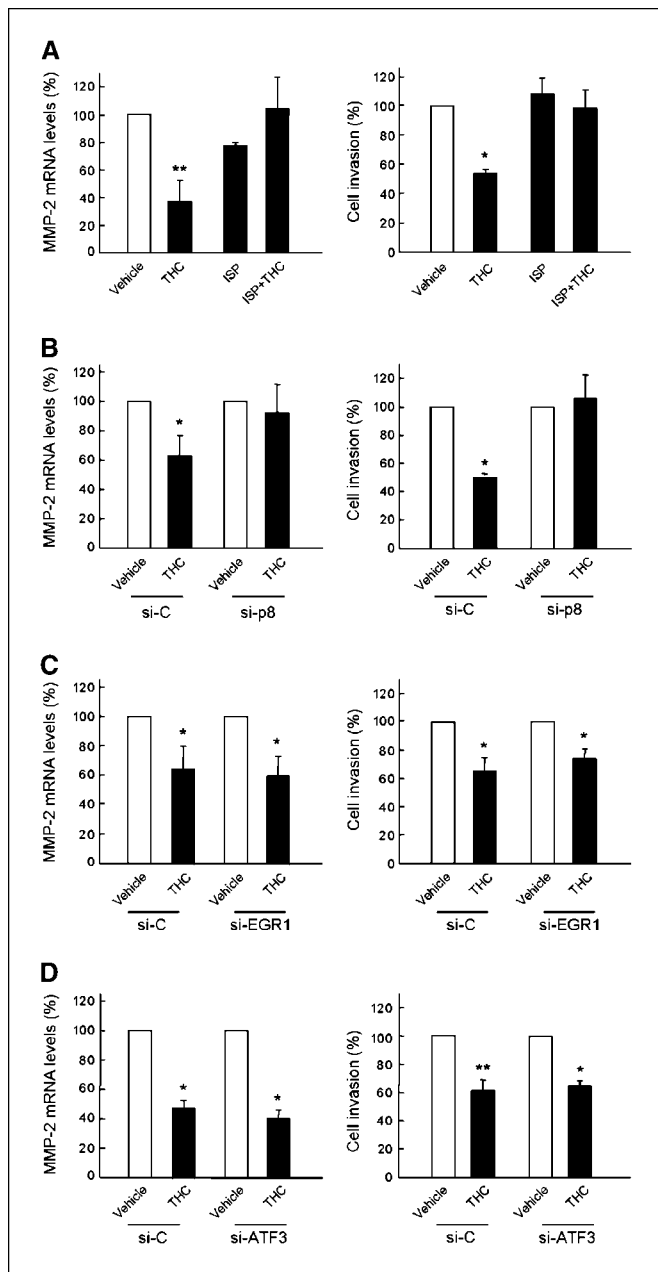 A
MMP-2 mRNA levels (%)
120
100
80
60
40
20
0
**
Vehicle THC ISP ISP+THC
Cell invasion (%)
120
100
80
60
40
20
0
*
Vehicle THC ISP ISP+THC
B
MMP-2 mRNA levels (%)
120
100
80
60
40
20
0
*
Vehicle THC Vehicle THC
si-C si-p8
Cell invasion (%)
120
100
80
60
40
20
0
*
Vehicle THC Vehicle THC
si-C si-p8
C
MMP-2 mRNA levels (%)
120
100
80
60
40
20
0
* *
Vehicle THC Vehicle THC
si-C si-EGR1
Cell invasion (%)
120
100
80
60
40
20
0
* *
Vehicle THC Vehicle THC
si-C si-EGR1
D
MMP-2 mRNA levels (%)
120
100
80
60
40
20
0
* *
Vehicle THC Vehicle THC
si-C si-ATF3
Cell invasion (%)
120
100
80
60
40
20
0
** *
Vehicle THC Vehicle THC
si-C si-ATF3